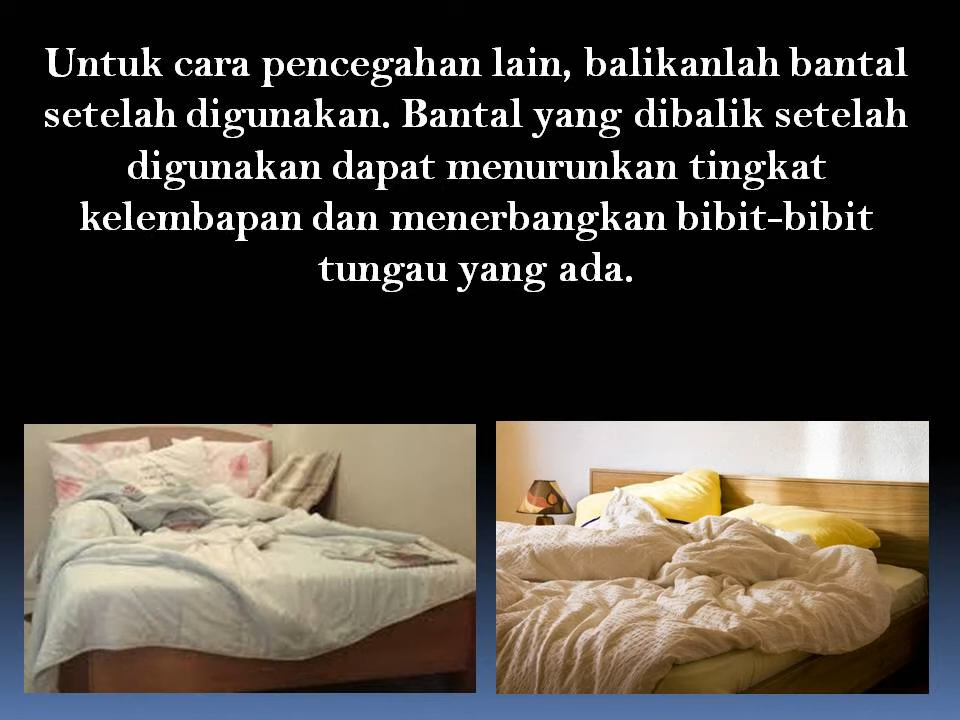 Untuk cara pencegahan lain, balikanlah bantal
setelah digunakan. Bantal yang dibalik setelah
digunakan dapat menurunkan tingkat
kelembapan dan menerbangkan bibit-bibit
tungau yang ada.